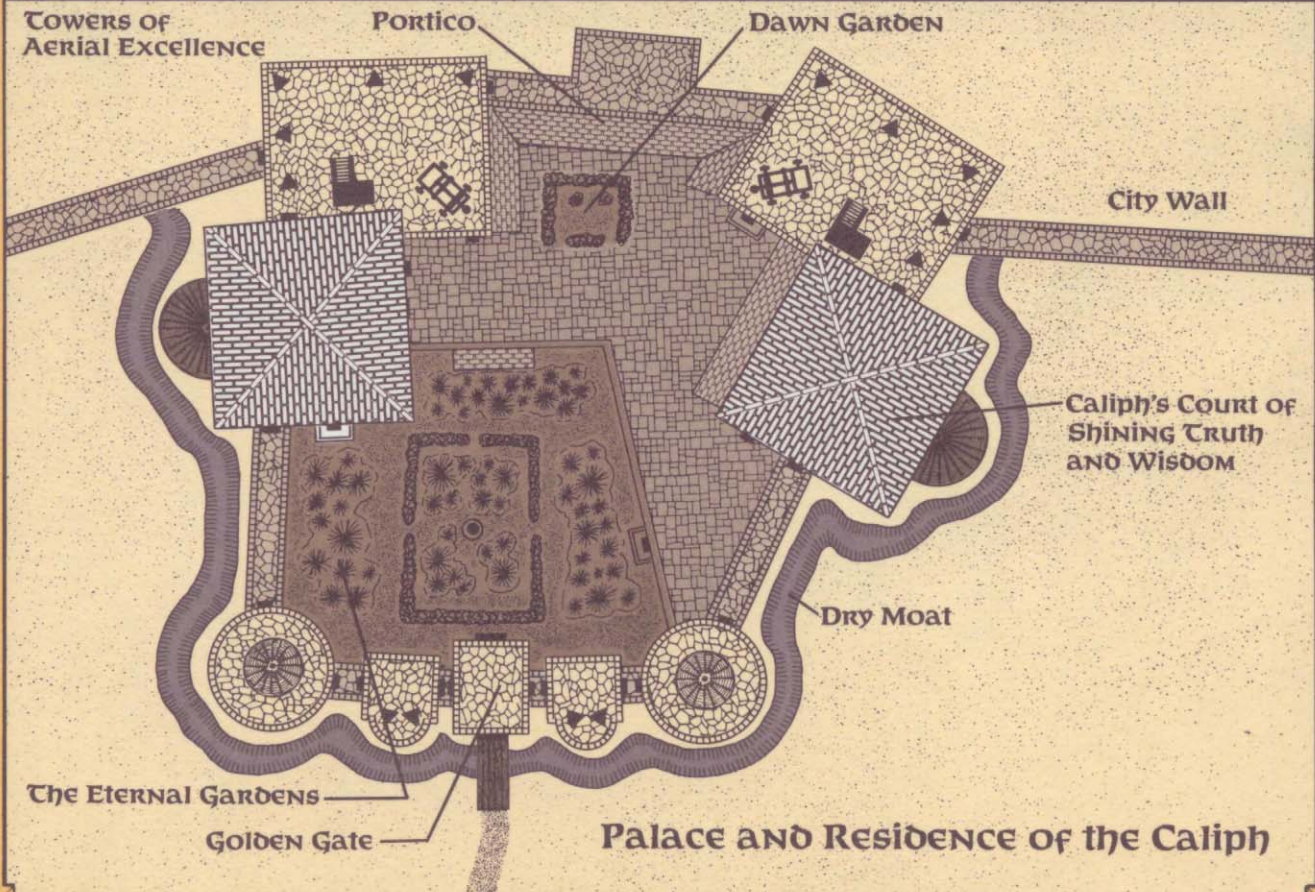 Towers of
Aerial Excellence
Portico
Dawn Garden
City Wall
Caliph's Court of
Shining Truth
and Wisdom
Dry Moat
The Eternal Gardens
Golden Gate
Palace and Residence of the Caliph